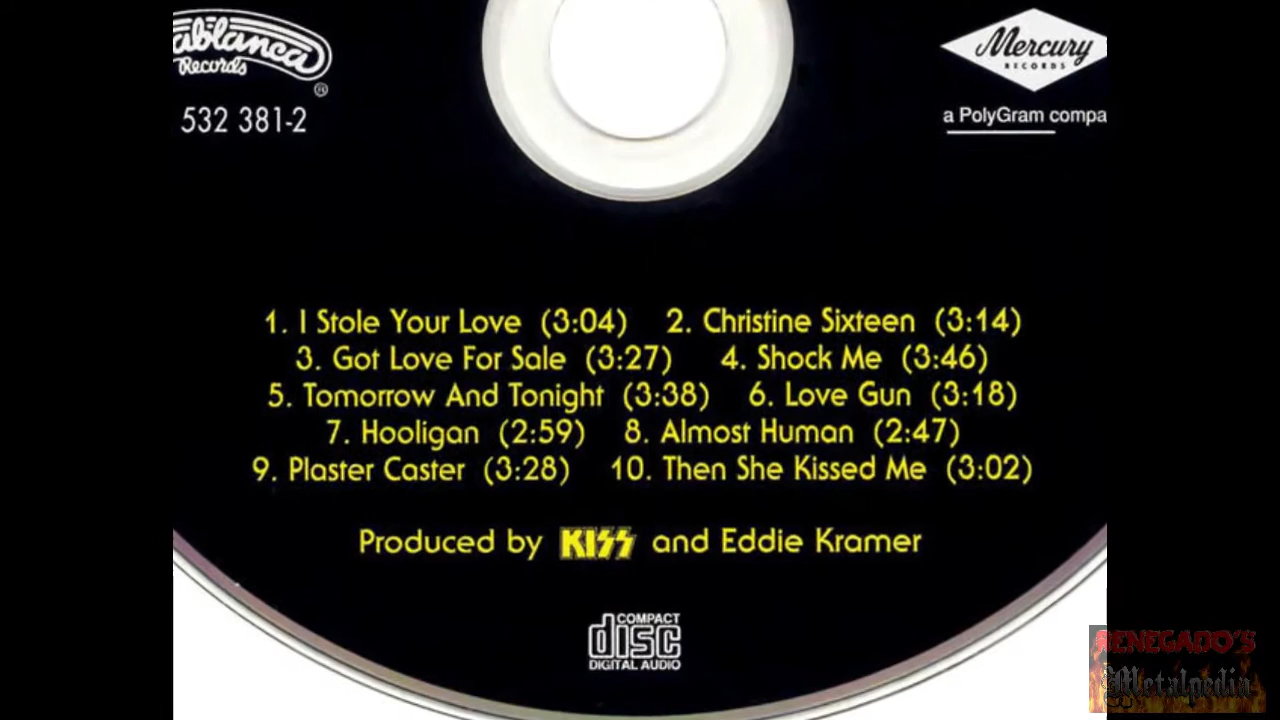 ablanca
Records
®
532 381-2
Mercury
RECORDS
a PolyGram compa
1. I Stole Your Love (3:04) 2. Christine Sixteen (3:14)
3. Got Love For Sale (3:27) 4. Shock Me (3:46)
5. Tomorrow And Tonight (3:38) 6. Love Gun (3:18)
7. Hooligan (2:59) 8. Almost Human (2:47)
9. Plaster Caster (3:28) 10. Then She Kissed Me (3:02)
Produced by KISS and Eddie Kramer
COMPACT
disc
DIGITAL AUDIO
RENEGADO'S
Metalpedia